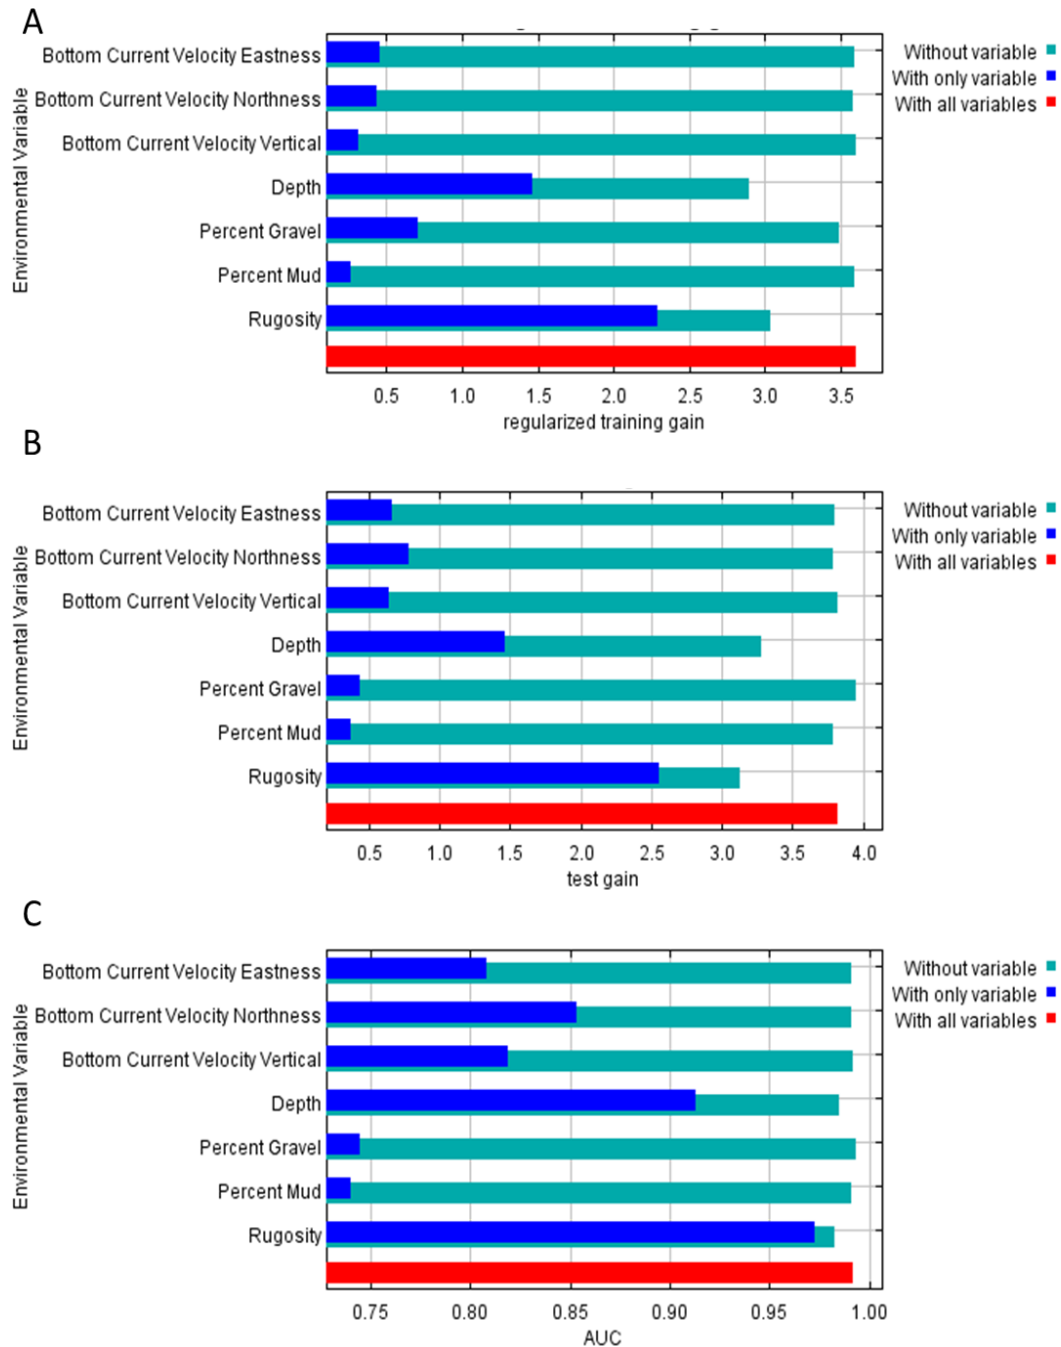 A
Bottom Current Velocity Eastness
Bottom Current Velocity Northness
Bottom Current Velocity Vertical
Depth
Percent Gravel
Percent Mud
Rugosity
Environmental Variable
Without variable
With only variable
With all variables
0.5 1.0 1.5 2.0 2.5 3.0 3.5
regularized training gain
B
Bottom Current Velocity Eastness
Bottom Current Velocity Northness
Bottom Current Velocity Vertical
Depth
Percent Gravel
Percent Mud
Rugosity
Environmental Variable
Without variable
With only variable
With all variables
0.5 1.0 1.5 2.0 2.5 3.0 3.5 4.0
test gain
C
Bottom Current Velocity Eastness
Bottom Current Velocity Northness
Bottom Current Velocity Vertical
Depth
Percent Gravel
Percent Mud
Rugosity
Environmental Variable
Without variable
With only variable
With all variables
0.75 0.80 0.85 0.90 0.95 1.00
AUC